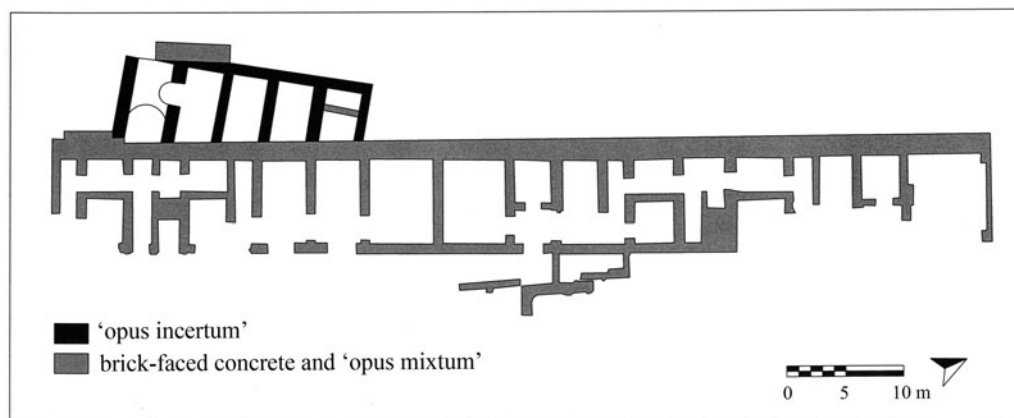 ‘opus incertum’
brick-faced concrete and ‘opus mixtum’
0 5 10 m